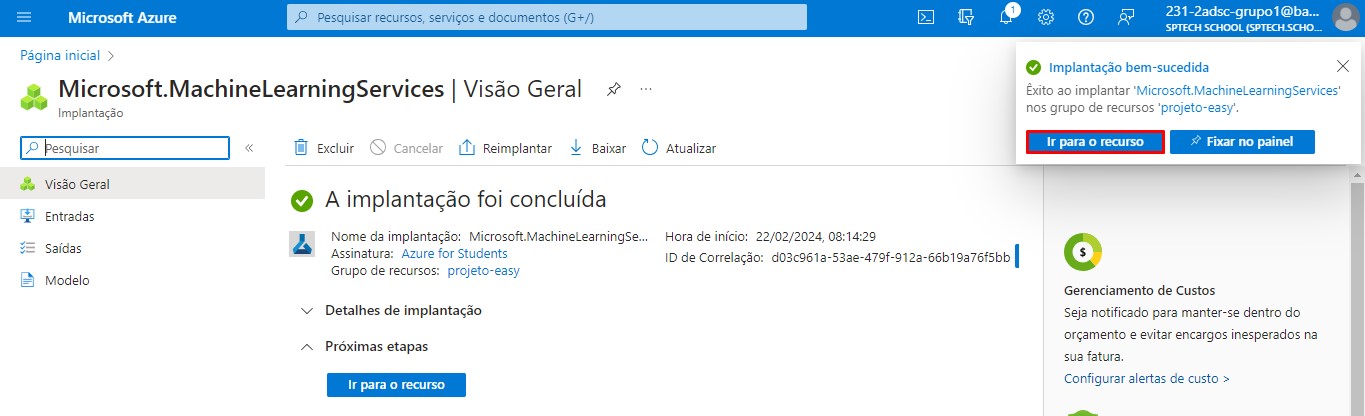 Microsoft Azure
Pesquisar recursos, serviços e documentos (G+/)
1
231-2adsc-grupo1@ba...
SPTECH SCHOOL (SPTECH.SCHO...
Página inicial >
Microsoft.MachineLearningServices | Visão Geral
Implantação
Implantação bem-sucedida
Êxito ao implantar 'Microsoft.MachineLearningServices'
nos grupo de recursos 'projeto-easy'.
Ir para o recurso
Fixar no painel
Pesquisar
Excluir
Cancelar
Reimplantar
Baixar
Atualizar
Visão Geral
Entradas
Saídas
Modelo
A implantação foi concluída
Nome da implantação: Microsoft.MachineLearningSe...
Assinatura: Azure for Students
Grupo de recursos: projeto-easy
Hora de início: 22/02/2024, 08:14:29
ID de Correlação: d03c961a-53ae-479f-912a-66b19a76f5bb
Detalhes de implantação
Próximas etapas
Ir para o recurso
$
Gerenciamento de Custos
Seja notificado para manter-se dentro do
orçamento e evitar encargos inesperados na
sua fatura.
Configurar alertas de custo >